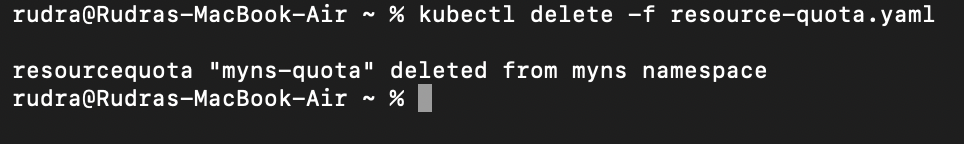 rudra@Rudras-MacBook-Air ~ % kubectl delete -f resource-quota.yaml
resourcequota "myns-quota" deleted from myns namespace
rudra@Rudras-MacBook-Air ~ %